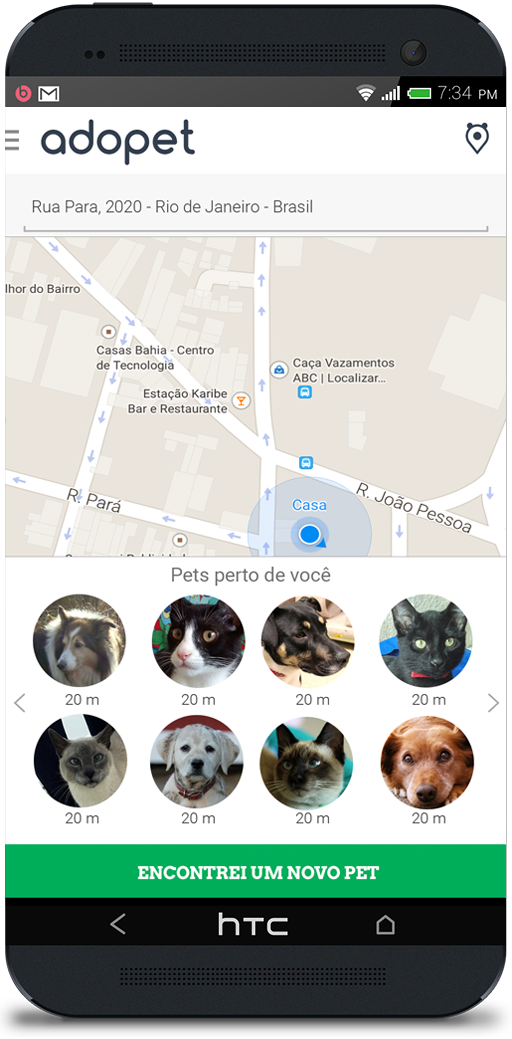 7:34 PM
adopet
Rua Para, 2020 - Rio de Janeiro - Brasil
lhor do Bairro
Casas Bahia - Centro
de Tecnologia
Caça Vazamentos
ABC | Localizar...
Estação Karibe
Bar e Restaurante
R. Pará
R. João Pessoa
Casa
Pets perto de você
20 m
20 m
20 m
20 m
20 m
20 m
20 m
20 m
ENCONTREI UM NOVO PET
hTC